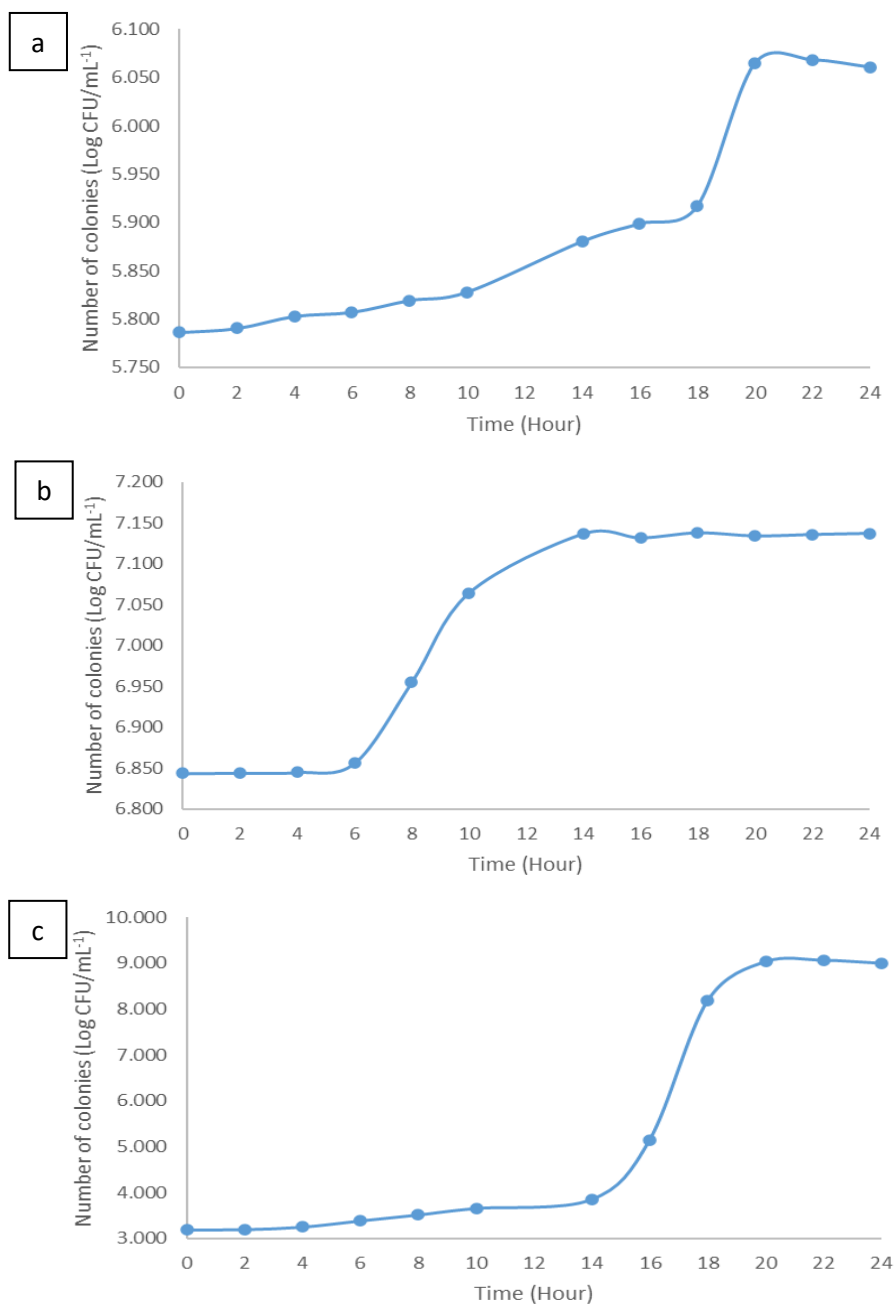 a
Number of colonies (Log CFU/mL⁻¹)
6.100
6.050
6.000
5.950
5.900
5.850
5.800
5.750
0 2 4 6 8 10 12 14 16 18 20 22 24
Time (Hour)
b
Number of colonies (Log CFU/mL⁻¹)
7.200
7.150
7.100
7.050
7.000
6.950
6.900
6.850
6.800
0 2 4 6 8 10 12 14 16 18 20 22 24
Time (Hour)
c
Number of colonies (Log CFU/mL⁻¹)
10.000
9.000
8.000
7.000
6.000
5.000
4.000
3.000
0 2 4 6 8 10 12 14 16 18 20 22 24
Time (Hour)